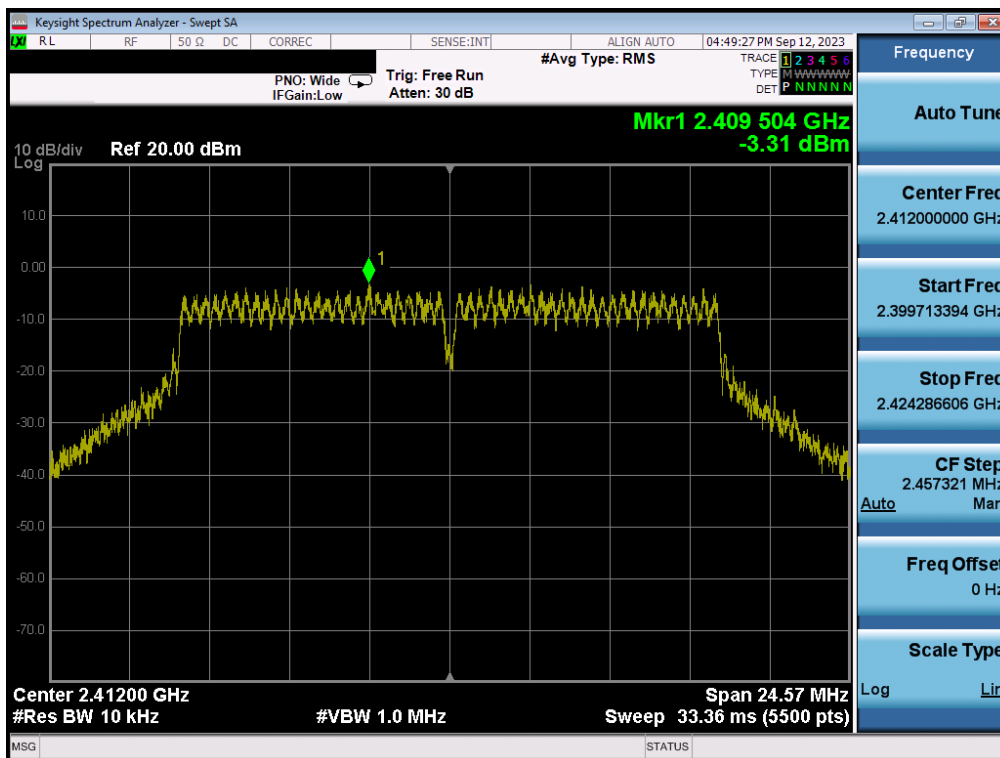 Keysight Spectrum Analyzer - Swept SA
LXI RL RF 50 Ω DC CORREC SENSE:INT ALIGN AUTO 04:49:27 PM Sep 12, 2023
#Avg Type: RMS
TRACE 1 2 3 4 5 6
TYPE M WWWWW
DET P N N N N N
PNO: Wide
IFGain:Low
Trig: Free Run
Atten: 30 dB
Mkr1 2.409 504 GHz
-3.31 dBm
10 dB/div
Log
Ref 20.00 dBm
1
10.0
0.00
-10.0
-20.0
-30.0
-40.0
-50.0
-60.0
-70.0
Center 2.41200 GHz
Span 24.57 MHz
#Res BW 10 kHz
#VBW 1.0 MHz
Sweep 33.36 ms (5500 pts)
MSG
STATUS
Frequency
Auto Tune
Center Freq
2.412000000 GHz
Start Freq
2.399713394 GHz
Stop Freq
2.424286606 GHz
CF Step
2.457321 MHz
Auto Man
Freq Offset
0 Hz
Scale Type
Log Lin